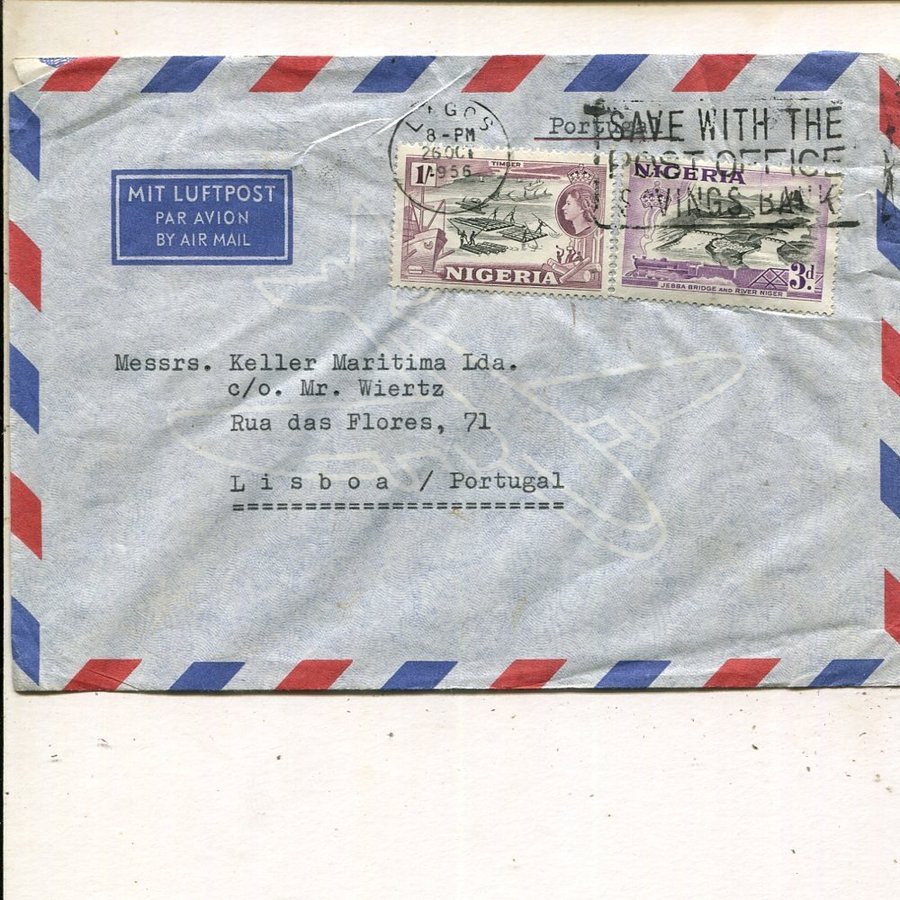 LAGOS
8-PM
26 OCT
1956
Portugal
SAVE WITH THE
POST OFFICE
SAVINGS BANK
MIT LUFTPOST
PAR AVION
BY AIR MAIL
TIMBER
1/-
NIGERIA
NIGERIA
3d.
JEBBA BRIDGE AND RIVER NIGER
Messrs. Keller Maritima Lda.
c/o. Mr. Wiertz
Rua das Flores, 71
Lisboa / Portugal
=======================